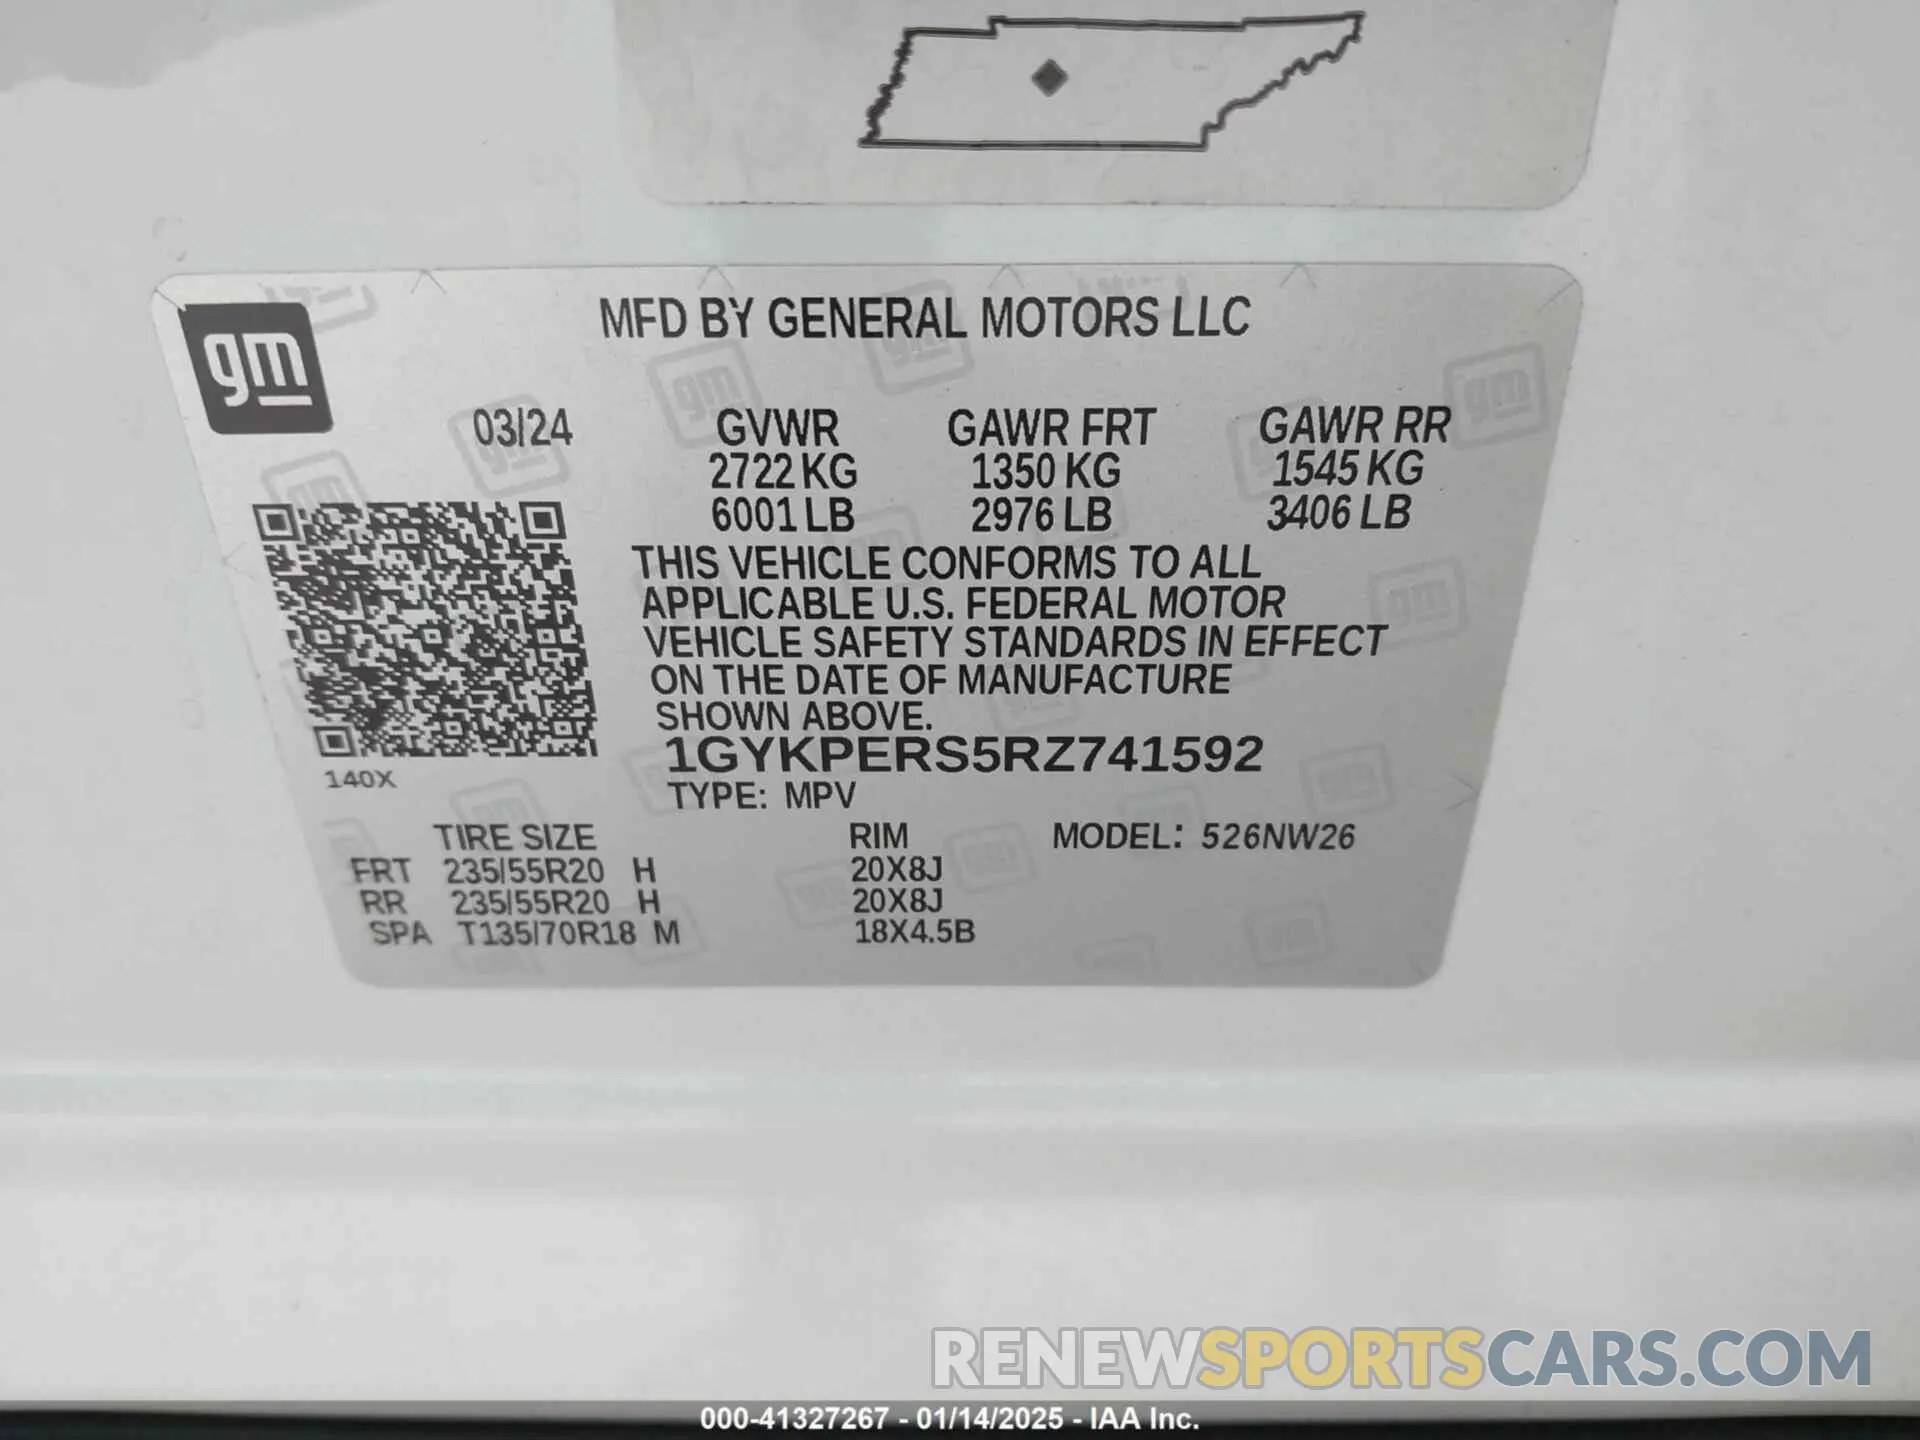 gm
MFD BY GENERAL MOTORS LLC
03/24 GVWR GAWR FRT GAWR RR
2722 KG 1350 KG 1545 KG
6001 LB 2976 LB 3406 LB
THIS VEHICLE CONFORMS TO ALL
APPLICABLE U.S. FEDERAL MOTOR
VEHICLE SAFETY STANDARDS IN EFFECT
ON THE DATE OF MANUFACTURE
SHOWN ABOVE.
1GYKPERS5RZ741592
140X
TYPE: MPV
TIRE SIZE RIM MODEL: 526NW26
FRT 235/55R20 H 20X8J
RR 235/55R20 H 20X8J
SPA T135/70R18 M 18X4.5B
RENEWSPORTSCARS.COM
000-41327267 - 01/14/2025 - IAA Inc.